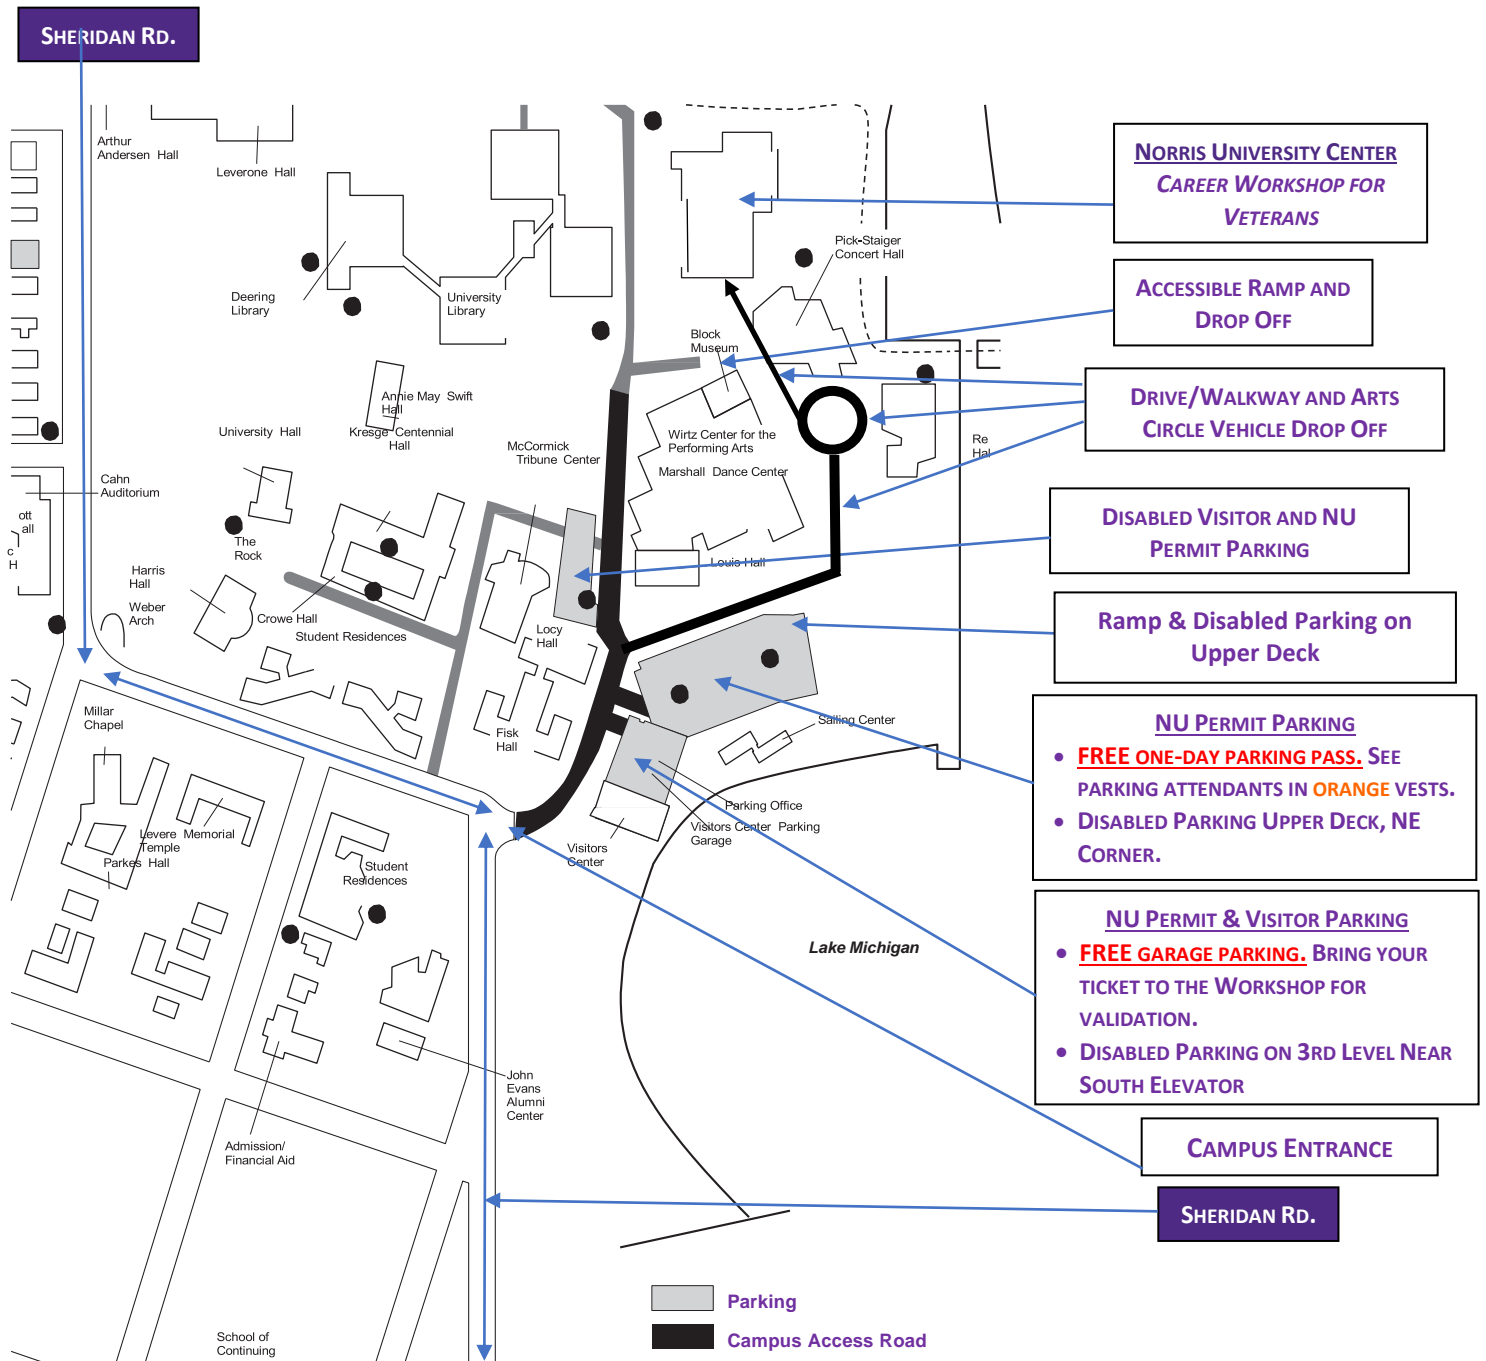 SHERIDAN RD.
Arthur
Andersen Hall
Leverone Hall
NORRIS UNIVERSITY CENTER
CAREER WORKSHOP FOR
VETERANS
Pick-Staiger
Concert Hall
Deering
Library
University
Library
ACCESSIBLE RAMP AND
DROP OFF
Block
Museum
Annie May Swift
Hall
DRIVE/WALKWAY AND ARTS
CIRCLE VEHICLE DROP OFF
University Hall
Kresge Centennial
Hall
McCormick
Tribune Center
Wirtz Center for the
Performing Arts
Re
Hal
Marshall Dance Center
Cahn
Auditorium
ott
all
c
H
DISABLED VISITOR AND NU
PERMIT PARKING
The
Rock
Louis Hall
Harris
Hall
Weber
Arch
Crowe Hall
Student Residences
Locy
Hall
Ramp & Disabled Parking on
Upper Deck
Millar
Chapel
Fisk
Hall
Sailing Center
NU PERMIT PARKING
• FREE ONE-DAY PARKING PASS. SEE
PARKING ATTENDANTS IN ORANGE VESTS.
• DISABLED PARKING UPPER DECK, NE
CORNER.
Parking Office
Visitors Center Parking
Garage
Visitors
Center
Levere Memorial
Temple
Parkes Hall
Student
Residences
NU PERMIT & VISITOR PARKING
• FREE GARAGE PARKING. BRING YOUR
TICKET TO THE WORKSHOP FOR
VALIDATION.
• DISABLED PARKING ON 3RD LEVEL NEAR
SOUTH ELEVATOR
Lake Michigan
John
Evans
Alumni
Center
Admission/
Financial Aid
CAMPUS ENTRANCE
SHERIDAN RD.
Parking
Campus Access Road
School of
Continuing